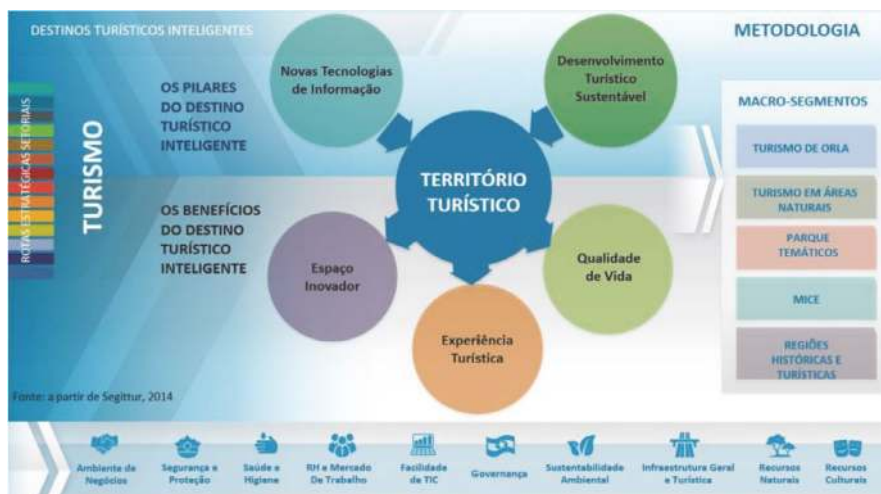 DESTINOS TURÍSTICOS INTELIGENTES
METODOLOGIA
ROTAS ESTRATÉGICAS SETORIAIS
TURISMO
OS PILARES
DO DESTINO
TURÍSTICO
INTELIGENTE
OS BENEFÍCIOS
DO DESTINO
TURÍSTICO
INTELIGENTE
Novas Tecnologias
de Informação
Desenvolvimento
Turístico
Sustentável
TERRITÓRIO
TURÍSTICO
Espaço
Inovador
Experiência
Turística
Qualidade
de Vida
MACRO-SEGMENTOS
TURISMO DE ORLA
TURISMO EM ÁREAS
NATURAIS
PARQUE
TEMÁTICOS
MICE
REGIÕES
HISTÓRICAS E
TURÍSTICAS
Fonte: a partir de Segittur, 2014
Ambiente de
Negócios
Segurança e
Proteção
Saúde e
Higiene
RH e Mercado
De Trabalho
Facilidade
de TIC
Governança
Sustentabilidade
Ambiental
Infraestrutura Geral
e Turística
Recursos
Naturais
Recursos
Culturais